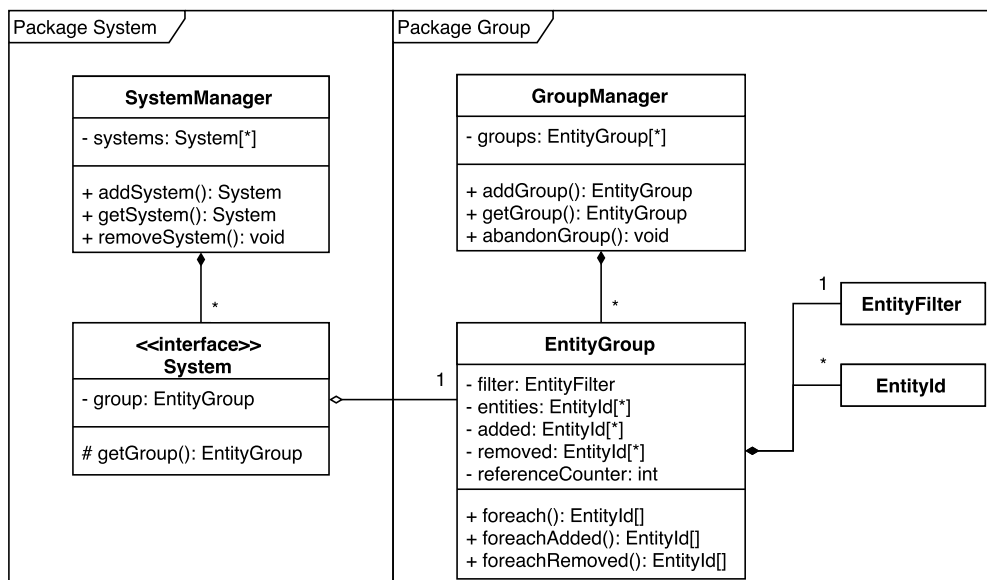 Package System
SystemManager
- systems: System[*]
+ addSystem(): System
+ getSystem(): System
+ removeSystem(): void
*
<<interface>>
System
- group: EntityGroup
# getGroup(): EntityGroup
Package Group
GroupManager
- groups: EntityGroup[*]
+ addGroup(): EntityGroup
+ getGroup(): EntityGroup
+ abandonGroup(): void
*
1
EntityGroup
- filter: EntityFilter
- entities: EntityId[*]
- added: EntityId[*]
- removed: EntityId[*]
- referenceCounter: int
+ foreach(): EntityId[]
+ foreachAdded(): EntityId[]
+ foreachRemoved(): EntityId[]
1
EntityFilter
*
EntityId